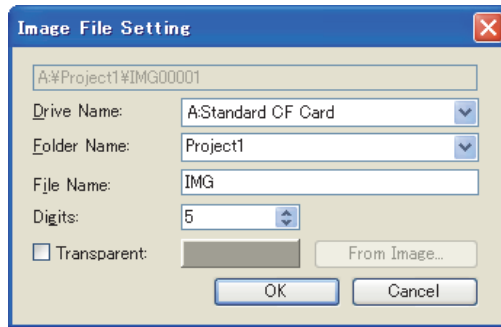 Image File Setting
A:¥Project1¥IMG00001
Drive Name: A:Standard CF Card
Folder Name: Project1
File Name: IMG
Digits: 5
Transparent: From Image...
OK Cancel